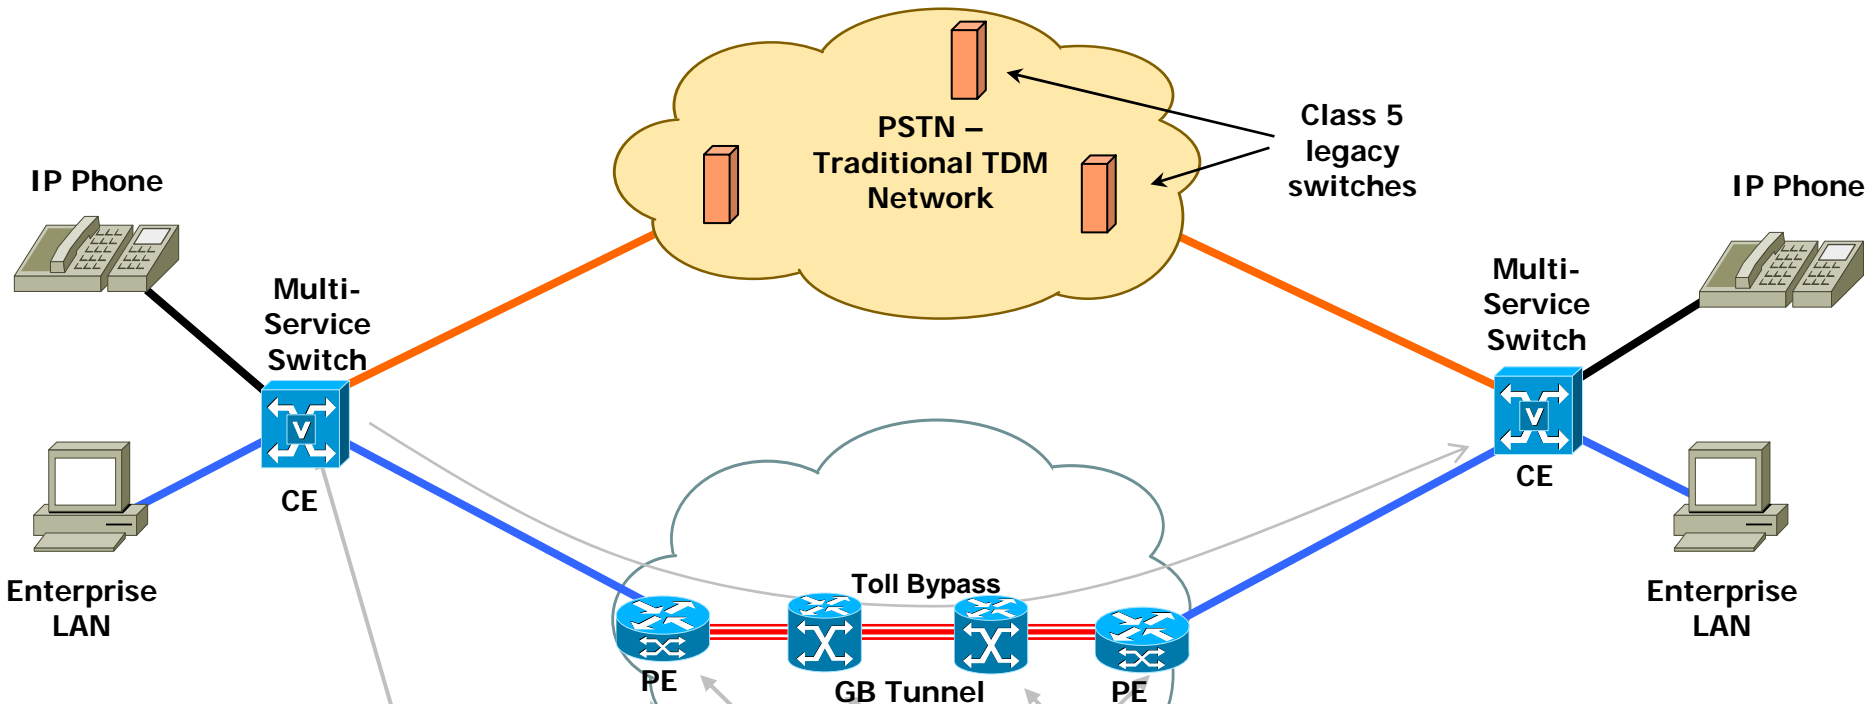 PSTN –
Traditional TDM
Network
Class 5
legacy
switches
IP Phone
IP Phone
Multi-
Service
Switch
Multi-
Service
Switch
V
V
CE
CE
Enterprise
LAN
Enterprise
LAN
Toll Bypass
PE
GB Tunnel
PE